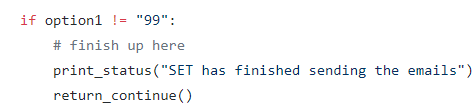 if option1 != "99":
    # finish up here
    print_status("SET has finished sending the emails")
    return_continue()